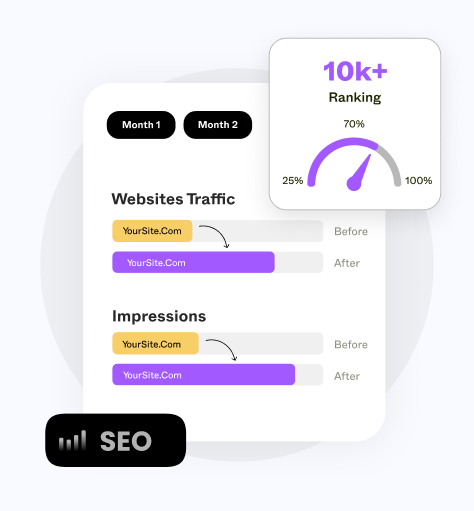 10k+
Ranking
70%
25%
100%
Month 1
Month 2
Websites Traffic
YourSite.Com
Before
YourSite.Com
After
Impressions
YourSite.Com
Before
YourSite.Com
After
SEO